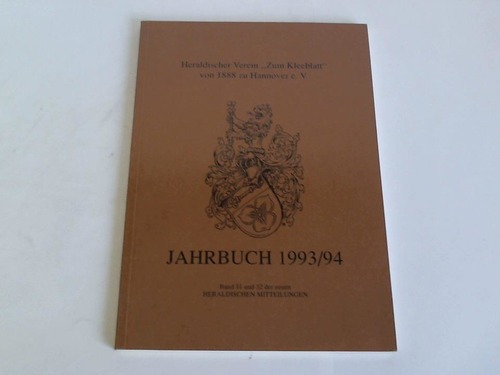 Heraldischer Verein „Zum Kleeblatt"
von 1888 zu Hannover e. V.
JAHRBUCH 1993/94
Band 31 und 32 der neuen
HERALDISCHEN MITTEILUNGEN